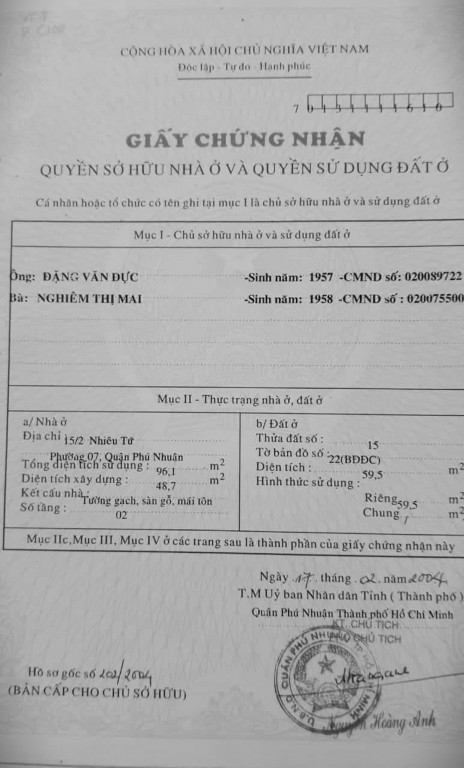 CỘNG HÒA XÃ HỘI CHỦ NGHĨA VIỆT NAM
Độc lập - Tự do - Hạnh phúc
GIẤY CHỨNG NHẬN
QUYỀN SỞ HỮU NHÀ Ở VÀ QUYỀN SỬ DỤNG ĐẤT Ở
Cá nhân hoặc tổ chức có tên ghi tại mục I là chủ sở hữu nhà ở và sử dụng đất ở
Mục I - Chủ sở hữu nhà ở và sử dụng đất ở
Ông: ĐẶNG VĂN ĐỰC -Sinh năm: 1957 -CMND số: 020089722
Bà: NGHIÊM THỊ MAI -Sinh năm: 1958 -CMND số : 020075500
Mục II - Thực trạng nhà ở, đất ở
a/ Nhà ở
Địa chỉ : 15/2 Nhiêu Tứ
Phường 07, Quận Phú Nhuận
Tổng diện tích sử dụng : 96,1 m2
Diện tích xây dựng : 48,7 m2
Kết cấu nhà : Tường gạch, sàn gỗ, mái tôn
Số tầng : 02
b/ Đất ở
Thửa đất số : 15
Tờ bản đồ số : 22(BĐĐC)
Diện tích : 59,5 m2
Hình thức sử dụng :
Riêng 59,5 m2
Chung / m2
Mục IIc, Mục III, Mục IV ở các trang sau là thành phần của giấy chứng nhận này
Ngày 17 tháng 02 năm 2004
T.M Uỷ ban Nhân dân Tỉnh ( Thành phố )
Quận Phú Nhuận Thành phố Hồ Chí Minh
KT. CHỦ TỊCH
PHÓ CHỦ TỊCH
Hồ sơ gốc số 202/2004
(BẢN CẤP CHO CHỦ SỞ HỮU)
U.B.N.D. QUẬN PHÚ NHUẬN
Nguyễn Hoàng Anh